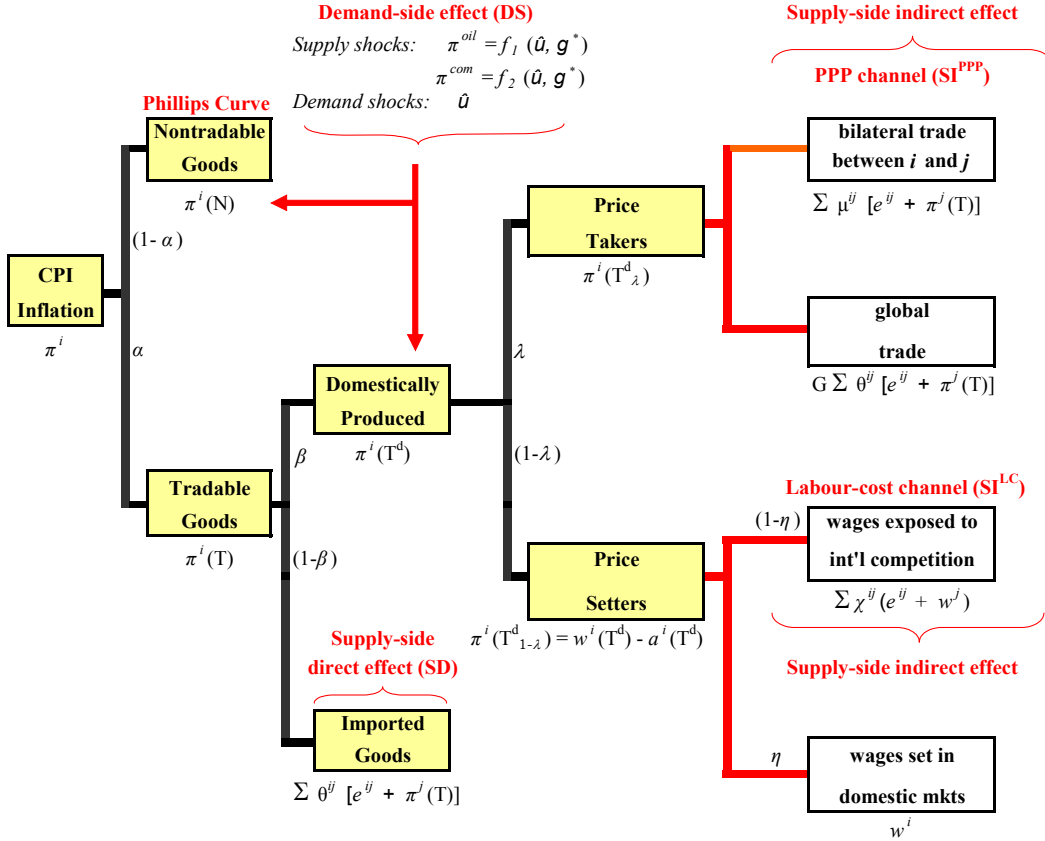 Demand-side effect (DS)
Supply shocks: π^oil = f_1 (û, g*)
π^com = f_2 (û, g*)
Demand shocks: û
Supply-side indirect effect
PPP channel (SI^PPP)
Phillips Curve
Nontradable
Goods
π^i(N)
bilateral trade
between i and j
Σ μ^ij [e^ij + π^j(T)]
Price
Takers
π^i(T^d_λ)
(1-α)
CPI
Inflation
π^i
α
global
trade
G Σ θ^ij [e^ij + π^j(T)]
λ
Domestically
Produced
π^i(T^d)
β
(1-λ)
Tradable
Goods
π^i(T)
(1-β)
Labour-cost channel (SI^LC)
(1-η)
wages exposed to
int'l competition
Σ χ^ij (e^ij + w^j)
Price
Setters
π^i(T^d_1-λ) = w^i(T^d) - a^i(T^d)
Supply-side
direct effect (SD)
Supply-side indirect effect
Imported
Goods
Σ θ^ij [e^ij + π^j(T)]
η
wages set in
domestic mkts
w^i